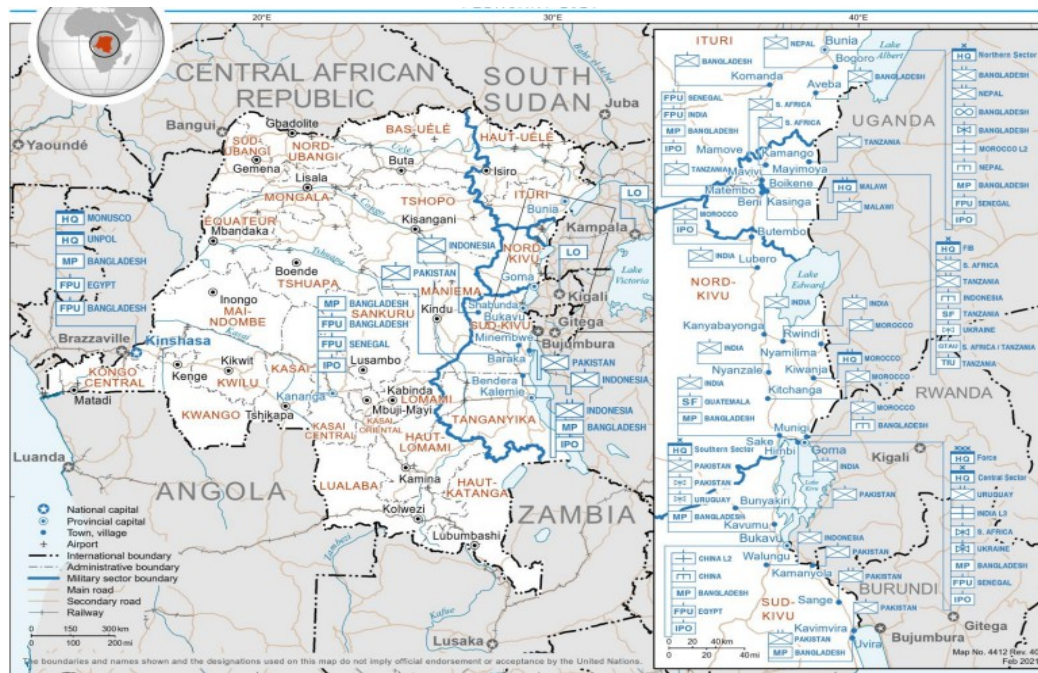 20°
30°
40°
CENTRAL AFRICAN
REPUBLIC
SOUTH
SUDAN
Juba
Bahr el Jebel
Yaoundé
Bangui
Gbadolite
BAS-UÉLÉ
HAUT-UÉLÉ
SUD-
UBANGI
NORD-
UBANGI
Uele
Gemena
Buta
Isiro
Lisala
MONGALA
Congo
TSHOPO
ITURI
Bunia
LO
ÉQUATEUR
Mbandaka
Kisangani
Kampala
HQ MONUSCO
HQ UNPOL
MP BANGLADESH
FPU EGYPT
FPU BANGLADESH
Tshuapa
INDONESIA
NORD-
KIVU
LO
Boende
TSHUAPA
PAKISTAN
Goma
Lake
Victoria
MANIEMA
Kigali
Inongo
MAI-
NDOMBE
MP BANGLADESH
FPU BANGLADESH
FPU SENEGAL
IPO
SANKURU
Kindu
Shabunda
Bukavu
SUD-KIVU
Gitega
Bujumbura
Minembwe
Kasai
Brazzaville
Kinshasa
Lusambo
Baraka
PAKISTAN
KONGO
CENTRAL
Kikwit
KASAI
Bendera
INDONESIA
Kenge
KWILU
Kananga
Kabinda
Kalemie
Matadi
LOMAMI
INDONESIA
MP BANGLADESH
IPO
KWANGO
Tshikapa
Mbuji-Mayi
TANGANYIKA
KASAI
CENTRAL
KASAI
ORIENTAL
HAUT-
LOMAMI
Luanda
Kamina
LUALABA
HAUT-
KATANGA
ANGOLA
Kolwezi
ZAMBIA
Lubumbashi
Zambezi
Kafue
Lusaka
National capital
Provincial capital
Town, village
Airport
International boundary
Administrative boundary
Military sector boundary
Main road
Secondary road
Railway
0 150 300 km
0 100 200 mi
The boundaries and names shown and the designations used on this map do not imply official endorsement or acceptance by the United Nations.
ITURI
NEPAL
Bunia
Lake
Albert
BANGLADESH
Bogoro
BANGLADESH
Komanda
Aveba
FPU SENEGAL
FPU INDIA
MP BANGLADESH
IPO
S. AFRICA
S. AFRICA
UGANDA
HQ Northern Sector
BANGLADESH
NEPAL
BANGLADESH
BANGLADESH
MOROCCO L2
NEPAL
MP BANGLADESH
FPU SENEGAL
IPO
TANZANIA
Mamove
Kamango
TANZANIA
Mavivi
Mayimoya
Matembo
Boikene
HQ MALAWI
Beni
Kasinga
MALAWI
MOROCCO
IPO
Butembo
HQ FIB
S. AFRICA
TANZANIA
INDONESIA
SF TANZANIA
UKRAINE
GTAU S. AFRICA / TANZANIA
TIU TANZANIA
INDIA
Lubero
Lake
Edward
NORD-
KIVU
INDIA
INDIA
Kanyabayonga
Rwindi
MOROCCO
INDIA
Nyamilima
Nyanzale
HQ MOROCCO
Kiwanja
MOROCCO
INDIA
Kitchanga
SF GUATEMALA
MP BANGLADESH
RWANDA
MOROCCO
Munigi
BANGLADESH
Sake
Himbi
Goma
Kigali
HQ Southern Sector
PAKISTAN
PAKISTAN
URUGUAY
MP BANGLADESH
INDIA
Lake
Kivu
HQ Force
HQ Central Sector
URUGUAY
INDIA L3
S. AFRICA
UKRAINE
MP BANGLADESH
FPU SENEGAL
IPO
Bunyakiri
PAKISTAN
Kavumu
INDONESIA
Bukavu
CHINA L2
CHINA
MP BANGLADESH
FPU EGYPT
IPO
Walungu
PAKISTAN
Kamanyola
PAKISTAN
BURUNDI
SUD-
KIVU
Sange
PAKISTAN
Gitega
Kavimvira
Bujumbura
0 20 40 km
0 20 40 mi
PAKISTAN
MP BANGLADESH
Uvira
Map No. 4412 Rev. 40
Feb 2021